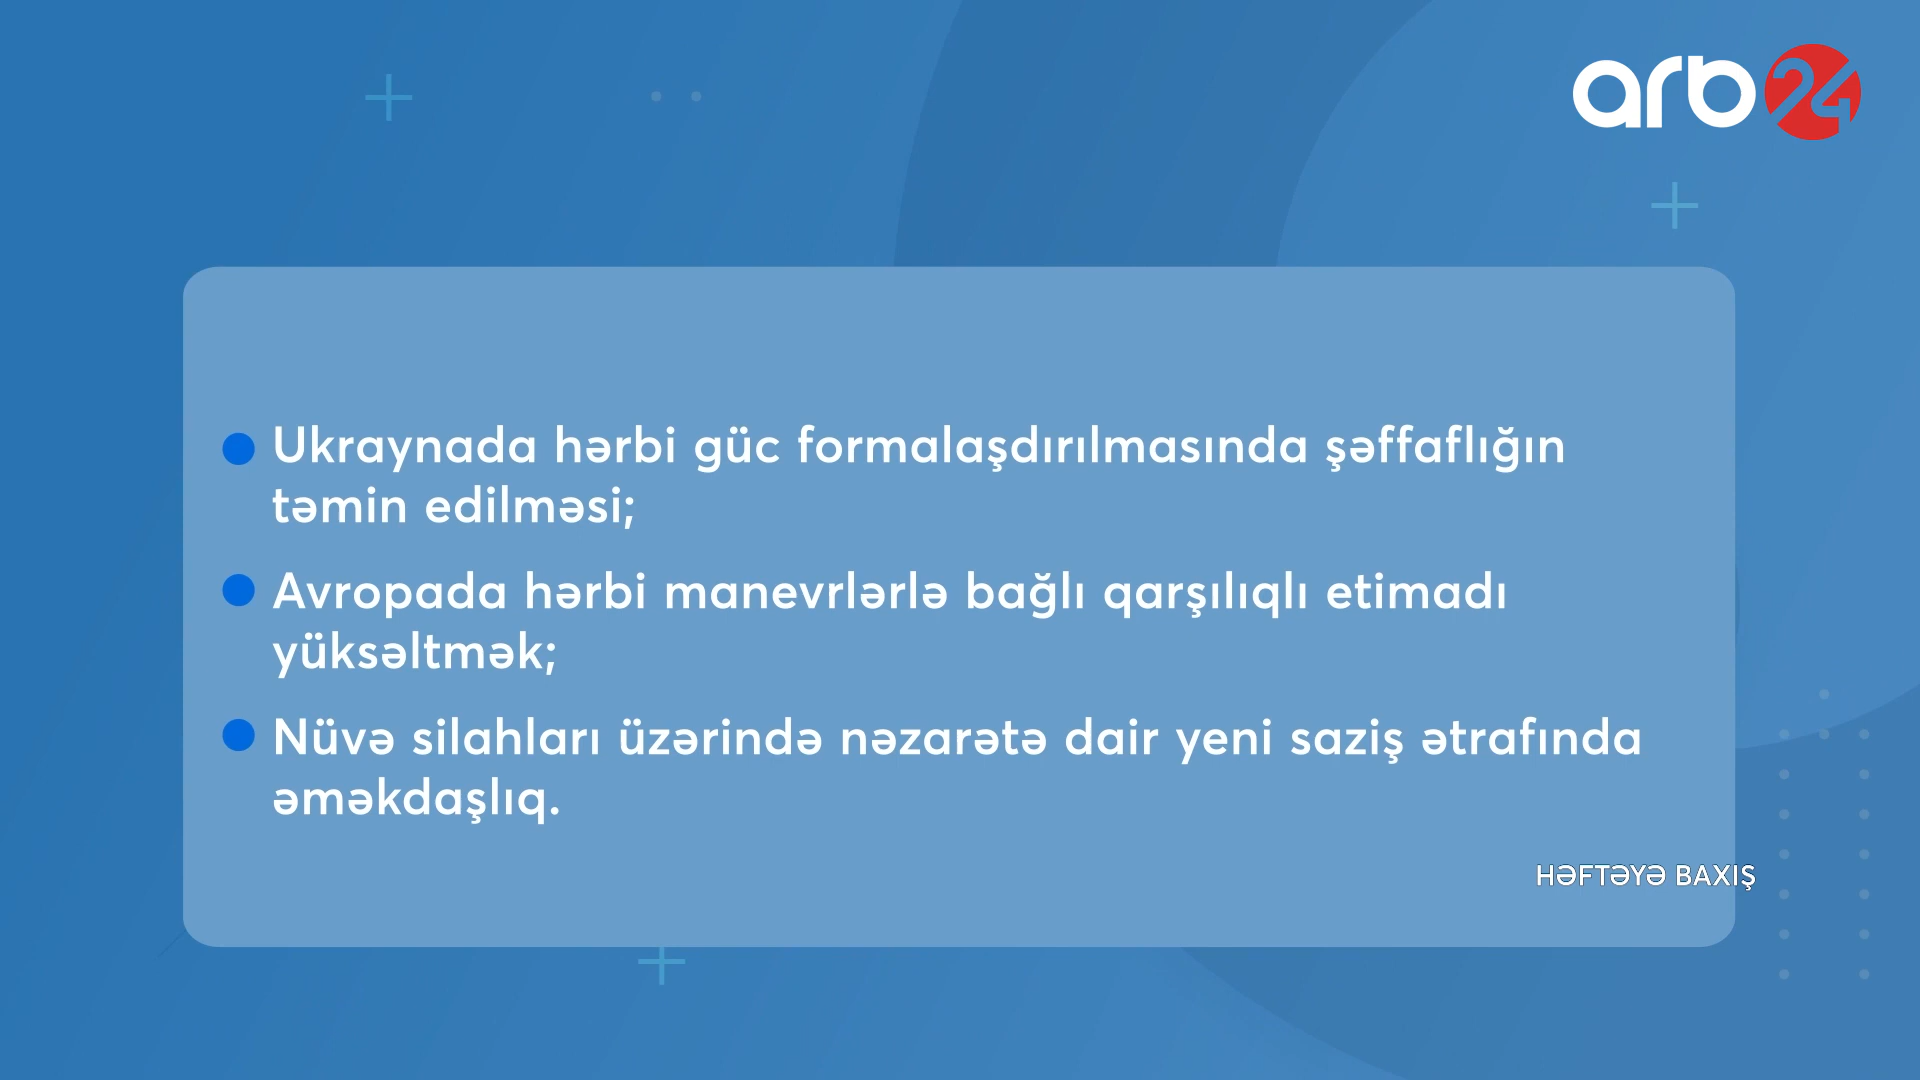 arb24
Ukraynada hərbi güc formalaşdırılmasında şəffaflığın
təmin edilməsi;
Avropada hərbi manevrlərlə bağlı qarşılıqlı etimadı
yüksəltmək;
Nüvə silahları üzərində nəzarətə dair yeni saziş ətrafında
əməkdaşlıq.
HƏFTƏYƏ BAXIŞ